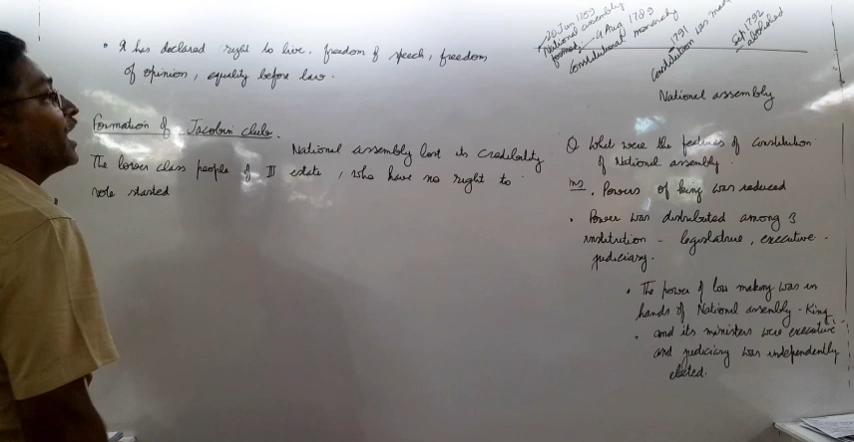 • It has declared right to live, freedom of speech, freedom
of opinion, equality before law.
Formation of Jacobin club.
National assembly lost its credibility
The lower class people of III estate, who have no right to
vote started
20 Jun 1789
National assembly
formed
4 Aug 1789
Constitutional monarchy
1791
Constitution was made
Sept 1792
abolished
National assembly
Q What were the features of constitution
of National assembly.
Ans. Powers of king was reduced
• Power was distributed among 3
institution - legislature, executive.
judiciary.
• The power of law making was in
hands of National assembly. King
• and its ministers were executive
and judiciary was independently
elected.